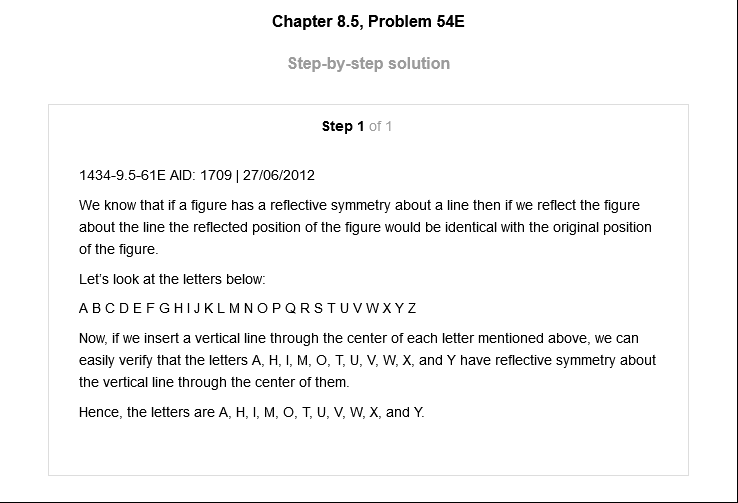 Chapter 8.5, Problem 54E
Step-by-step solution
Step 1 of 1
1434-9.5-61E AID: 1709 | 27/06/2012
We know that if a figure has a reflective symmetry about a line then if we reflect the figure
about the line the reflected position of the figure would be identical with the original position
of the figure.
Let's look at the letters below:
A B C D E F G H I J K L M N O P Q R S T U V W X Y Z
Now, if we insert a vertical line through the center of each letter mentioned above, we can
easily verify that the letters A, H, I, M, O, T, U, V, W, X, and Y have reflective symmetry about
the vertical line through the center of them.
Hence, the letters are A, H, I, M, O, T, U, V, W, X, and Y.